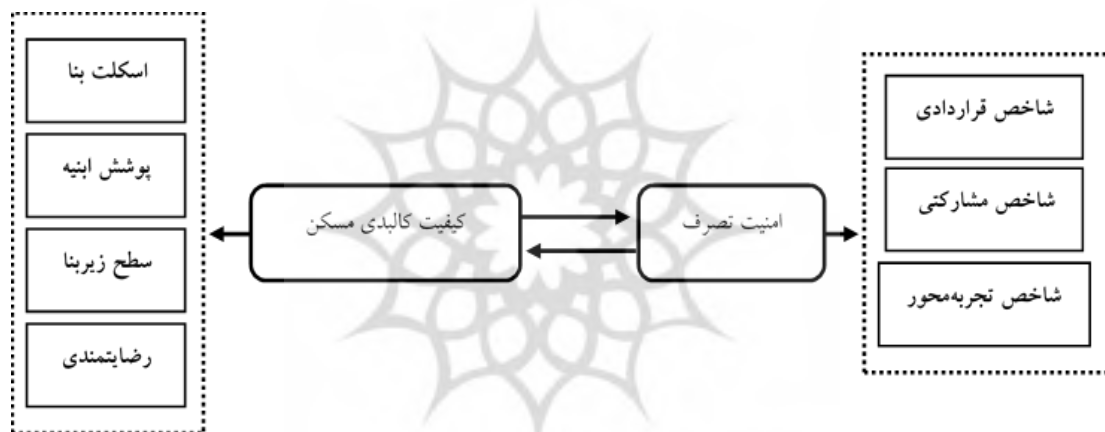 شاخص قراردادی
شاخص مشارکتی
شاخص تجربه‌محور
امنیت تصرف
کیفیت کالبدی مسکن
اسکلت بنا
پوشش ابنیه
سطح زیربنا
رضایتمندی